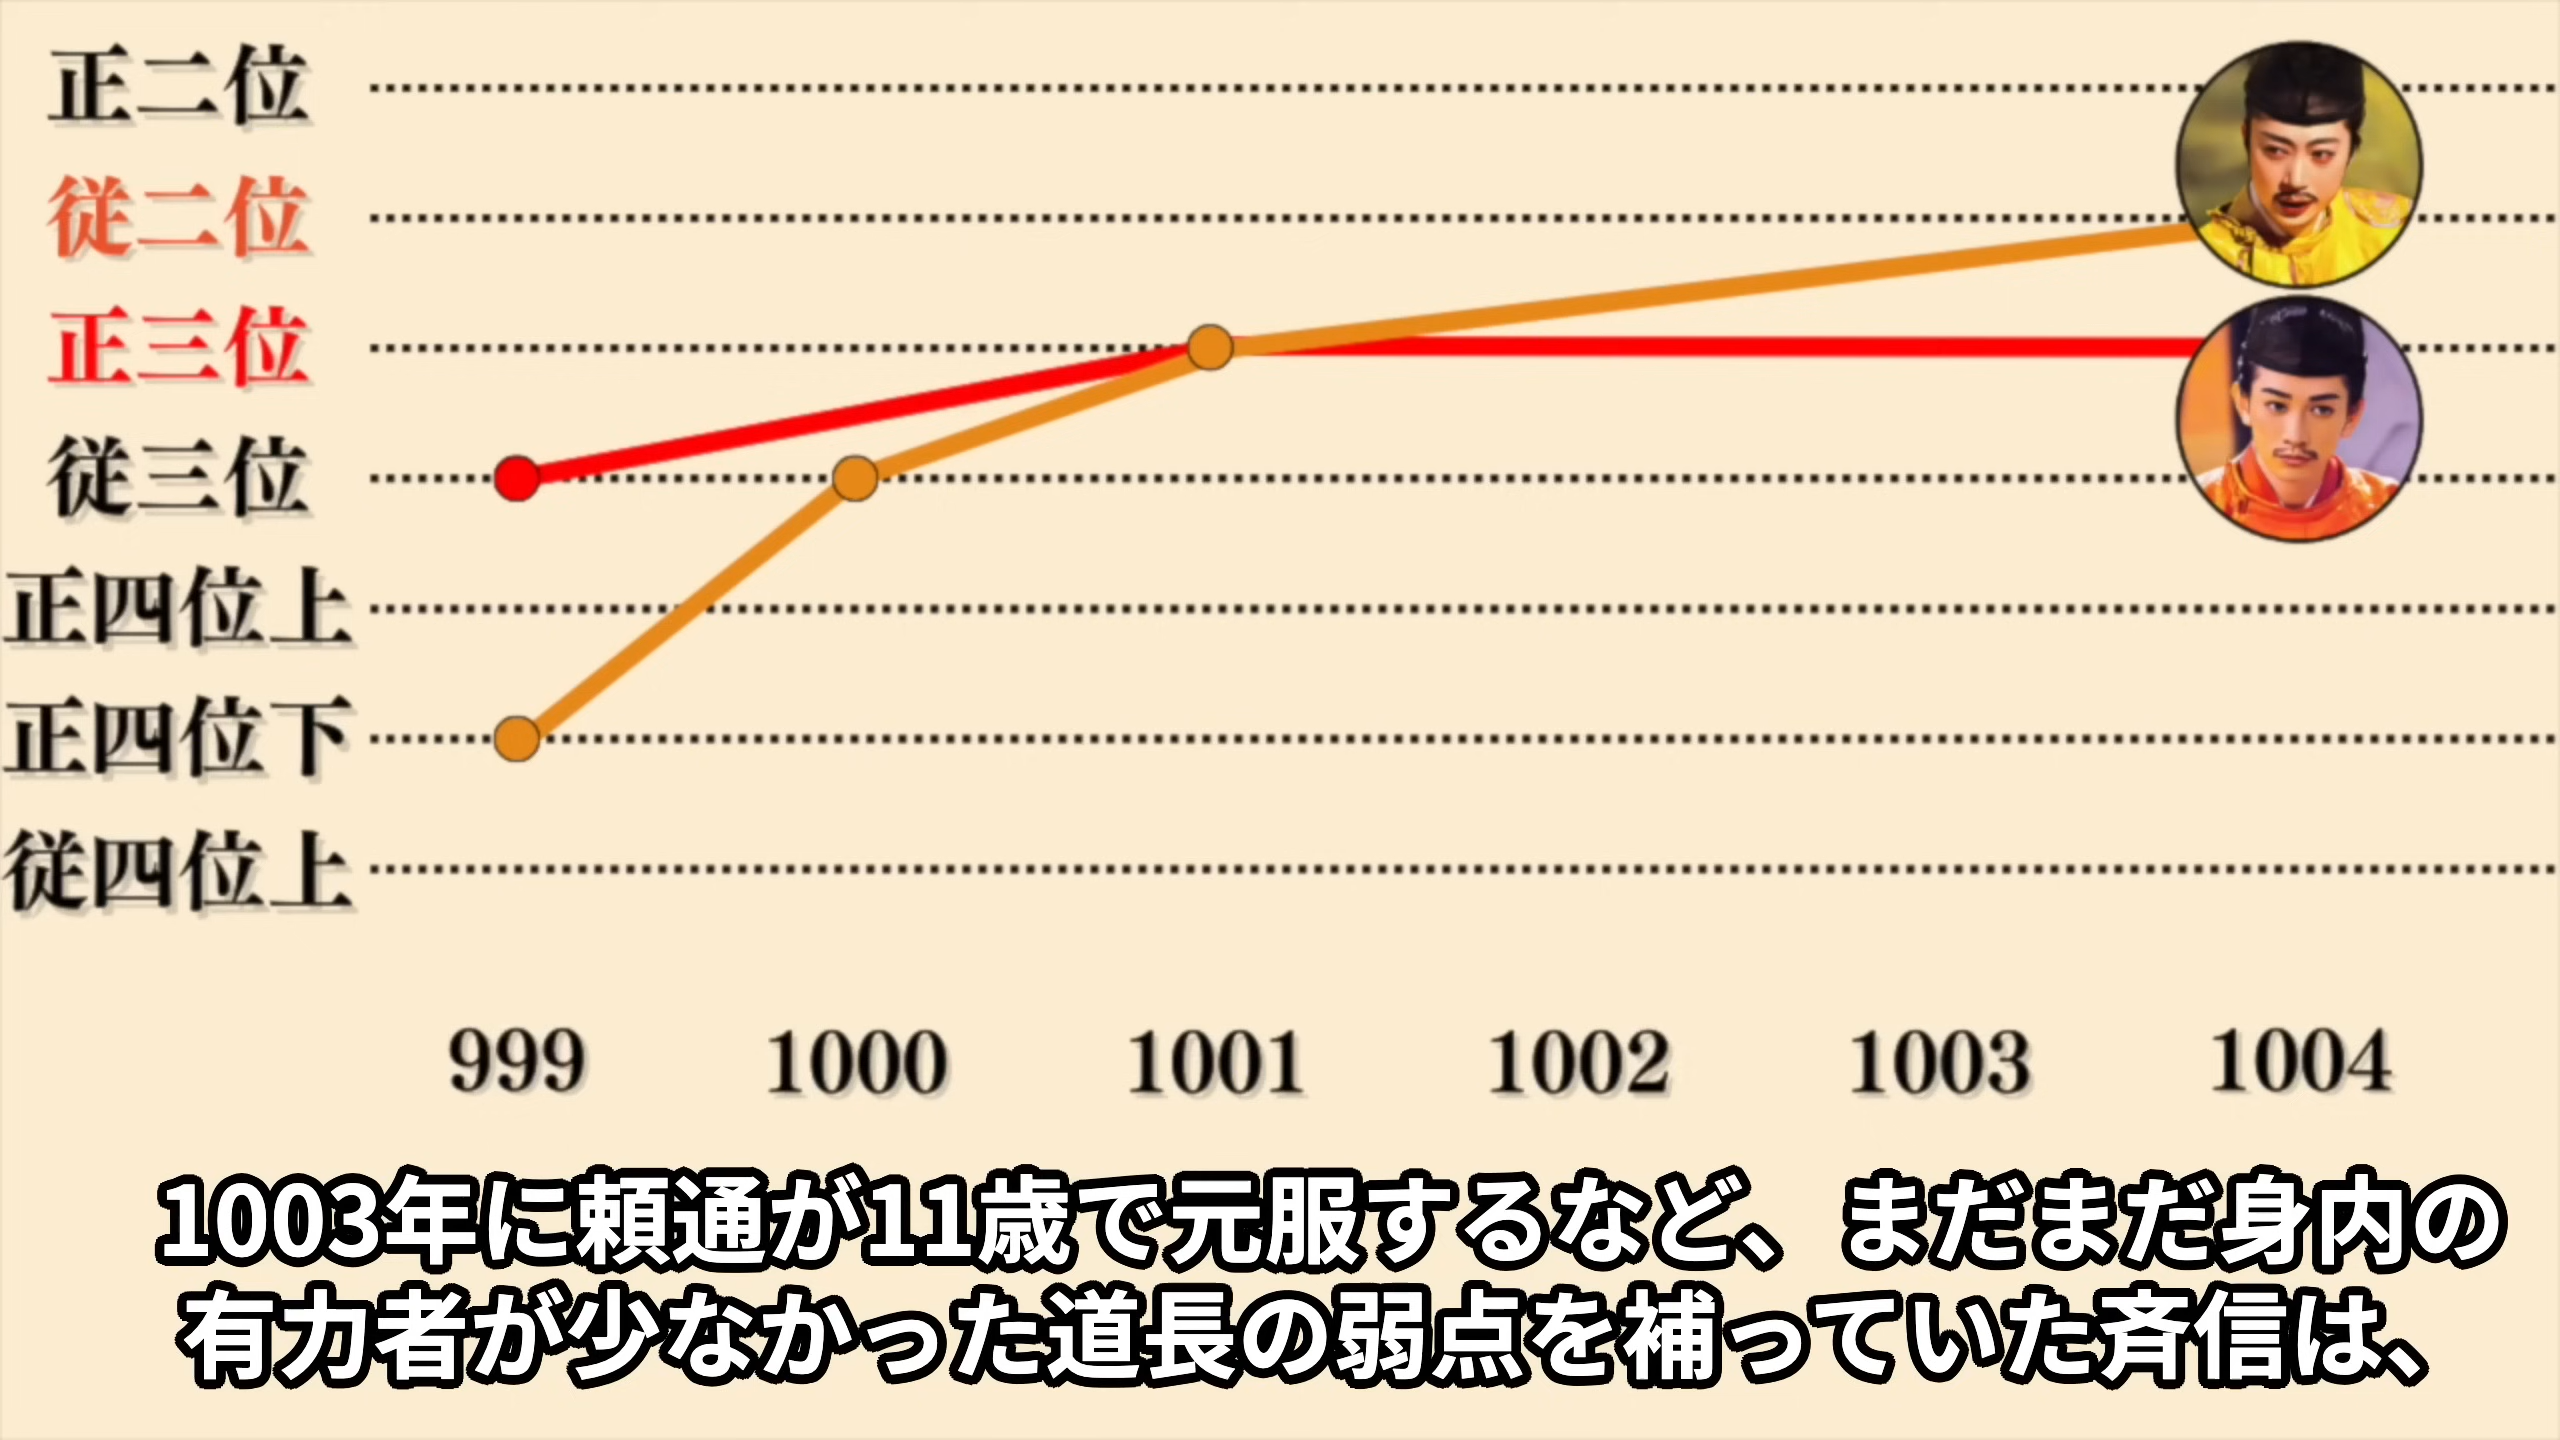 正二位
従二位
正三位
従三位
正四位上
正四位下
従四位上
999 1000 1001 1002 1003 1004
1003年に頼通が11歳で元服するなど、まだまだ身内の
有力者が少なかった道長の弱点を補っていた斉信は、